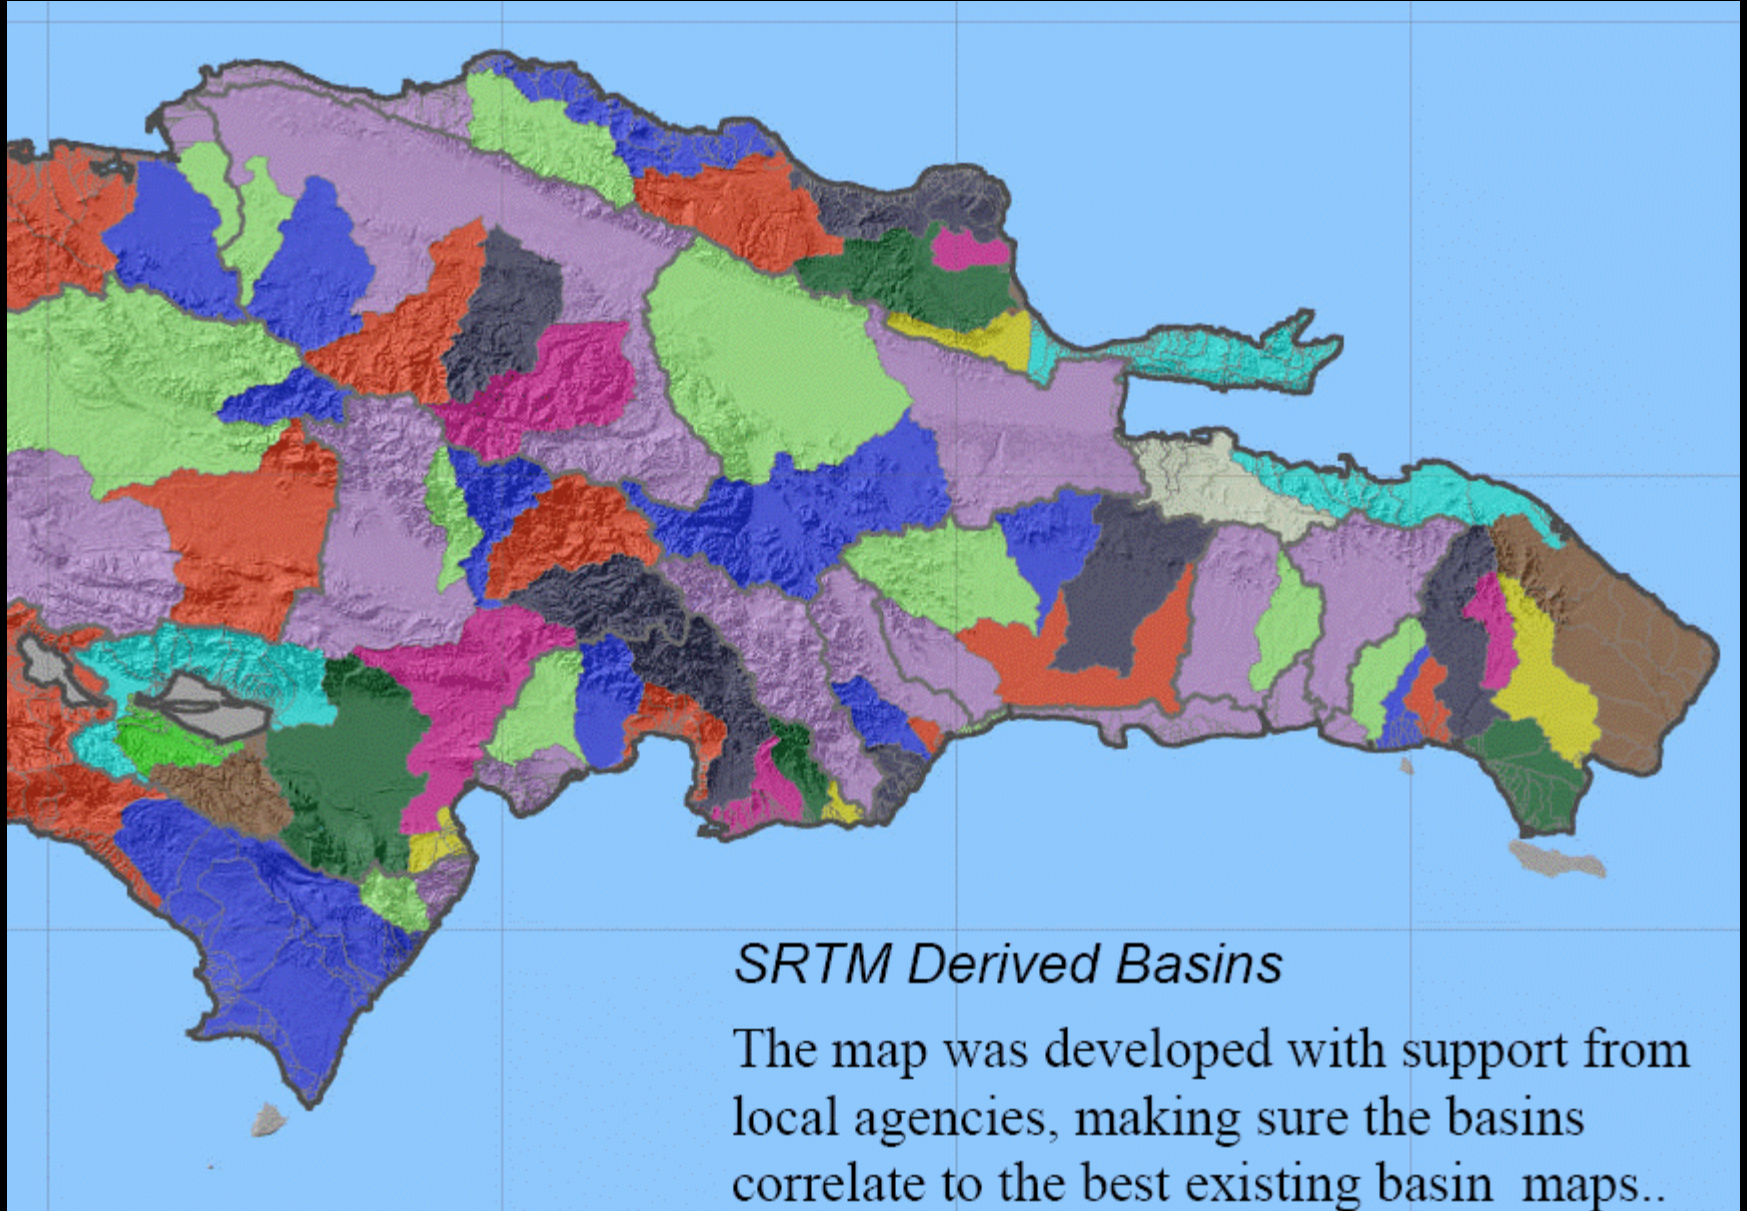 SRTM Derived Basins
The map was developed with support from
local agencies, making sure the basins
correlate to the best existing basin  maps..